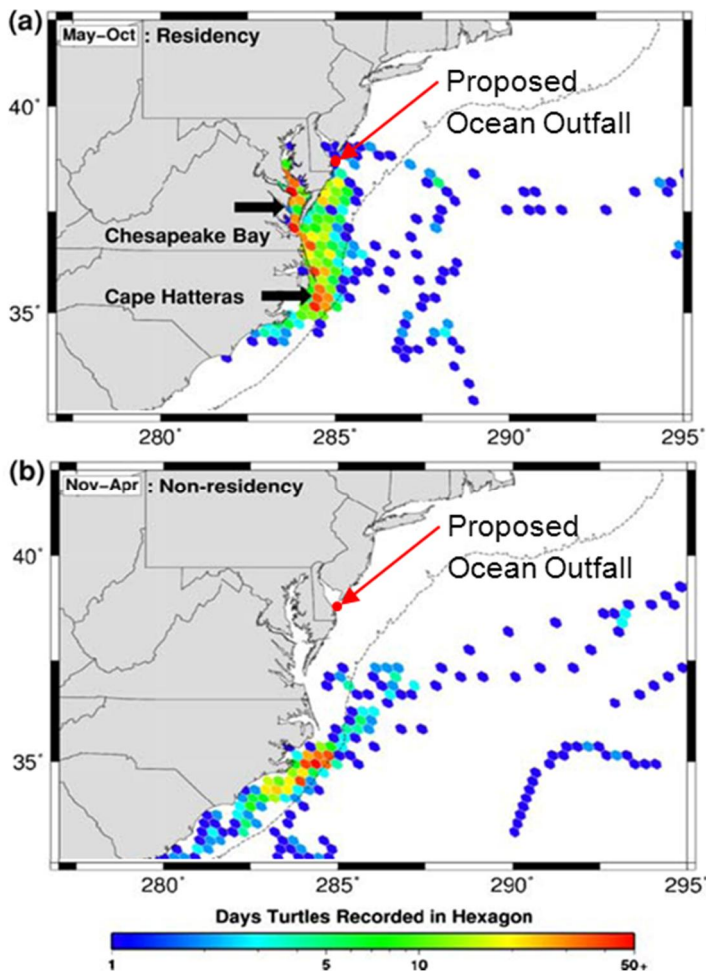 (a)
May-Oct : Residency
Proposed
Ocean Outfall
40°
Chesapeake Bay
Cape Hatteras
35°
280° 285° 290° 295°
(b)
Nov-Apr : Non-residency
Proposed
Ocean Outfall
40°
35°
280° 285° 290° 295°
Days Turtles Recorded in Hexagon
1 5 10 50+